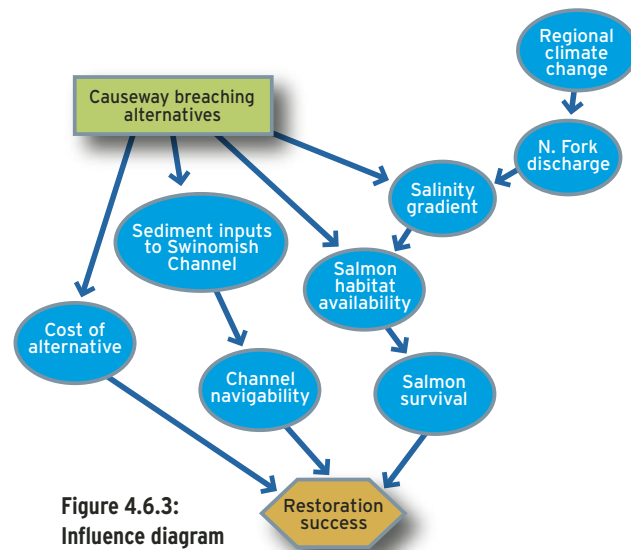 Regional
climate
change
Causeway breaching
alternatives
N. Fork
discharge
Salinity
gradient
Sediment inputs
to Swinomish
Channel
Salmon
habitat
availability
Cost of
alternative
Channel
navigability
Salmon
survival
Restoration
success
Figure 4.6.3:
Influence diagram